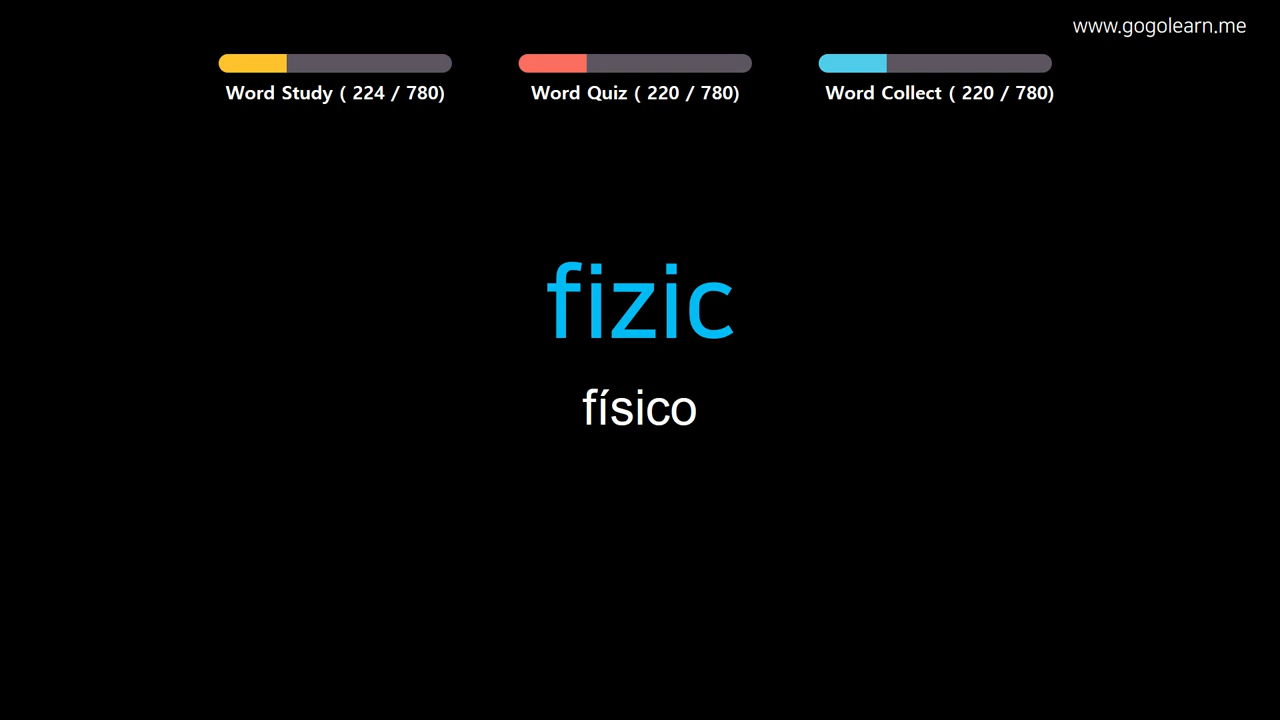 www.gogolearn.me
Word Study ( 224 / 780)
Word Quiz ( 220 / 780)
Word Collect ( 220 / 780)
fizic
físico